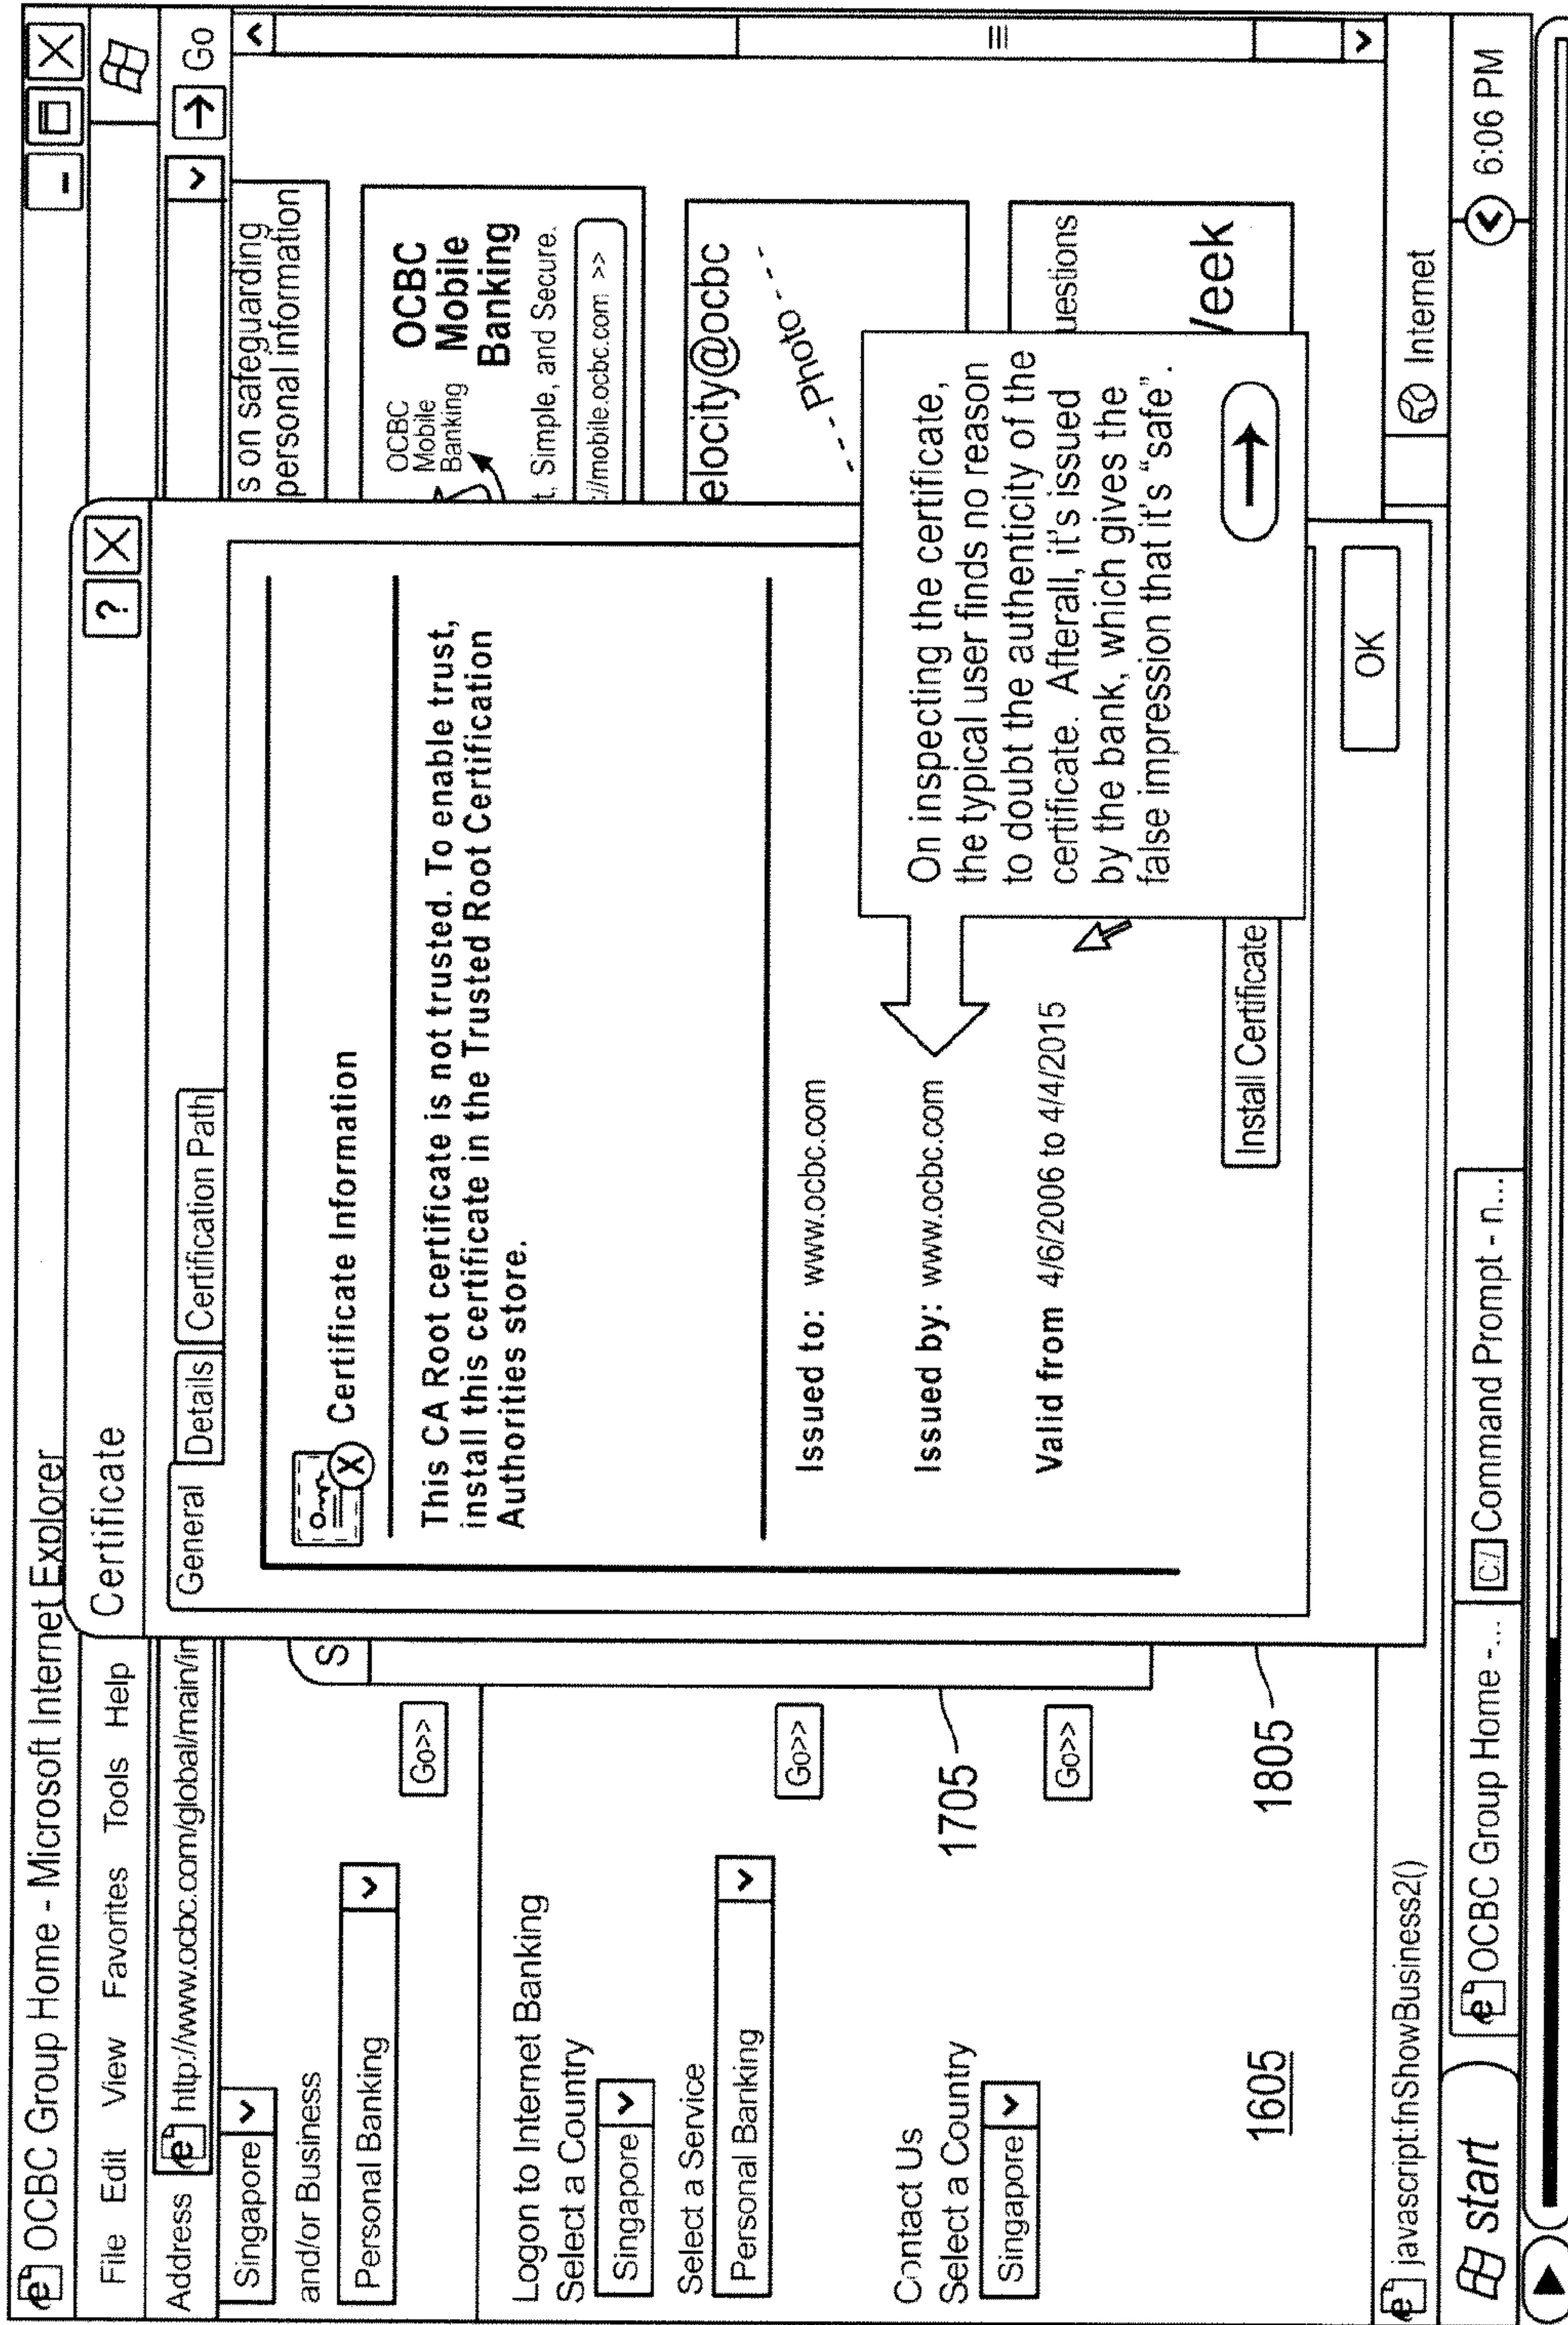 OCBC Group Home - Microsoft Internet Explorer
File Edit View Favorites Tools Help
Address http://www.ocbc.com/global/main/in
Go
Singapore
and/or Business
Personal Banking
Go>>
Logon to Internet Banking
Select a Country
Singapore
Select a Service
Personal Banking
Go>>
Contact Us
Select a Country
Singapore
Go>>
1605
1705
1805
S
Certificate
?
General Details Certification Path
Certificate Information
This CA Root certificate is not trusted. To enable trust,
install this certificate in the Trusted Root Certification
Authorities store.
Issued to: www.ocbc.com
Issued by: www.ocbc.com
Valid from 4/6/2006 to 4/4/2015
Install Certificate
OK
On inspecting the certificate,
the typical user finds no reason
to doubt the authenticity of the
certificate. Afterall, it's issued
by the bank, which gives the
false impression that it's "safe".
s on safeguarding
personal information
OCBC
Mobile
Banking
OCBC
Mobile
Banking
t, Simple, and Secure.
://mobile.ocbc.com >>
elocity@ocbc
--- Photo ---
uestions
/eek
javascript:fnShowBusiness2()
Internet
start
OCBC Group Home -...
C:/ Command Prompt - n...
6:06 PM